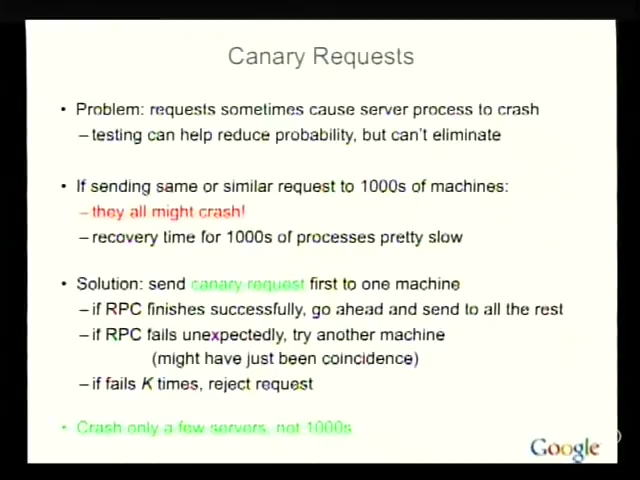 Canary Requests
• Problem: requests sometimes cause server process to crash
– testing can help reduce probability, but can't eliminate
• If sending same or similar request to 1000s of machines:
– they all might crash!
– recovery time for 1000s of processes pretty slow
• Solution: send canary request first to one machine
– if RPC finishes successfully, go ahead and send to all the rest
– if RPC fails unexpectedly, try another machine
(might have just been coincidence)
– if fails K times, reject request
• Crash only a few servers, not 1000s
Google